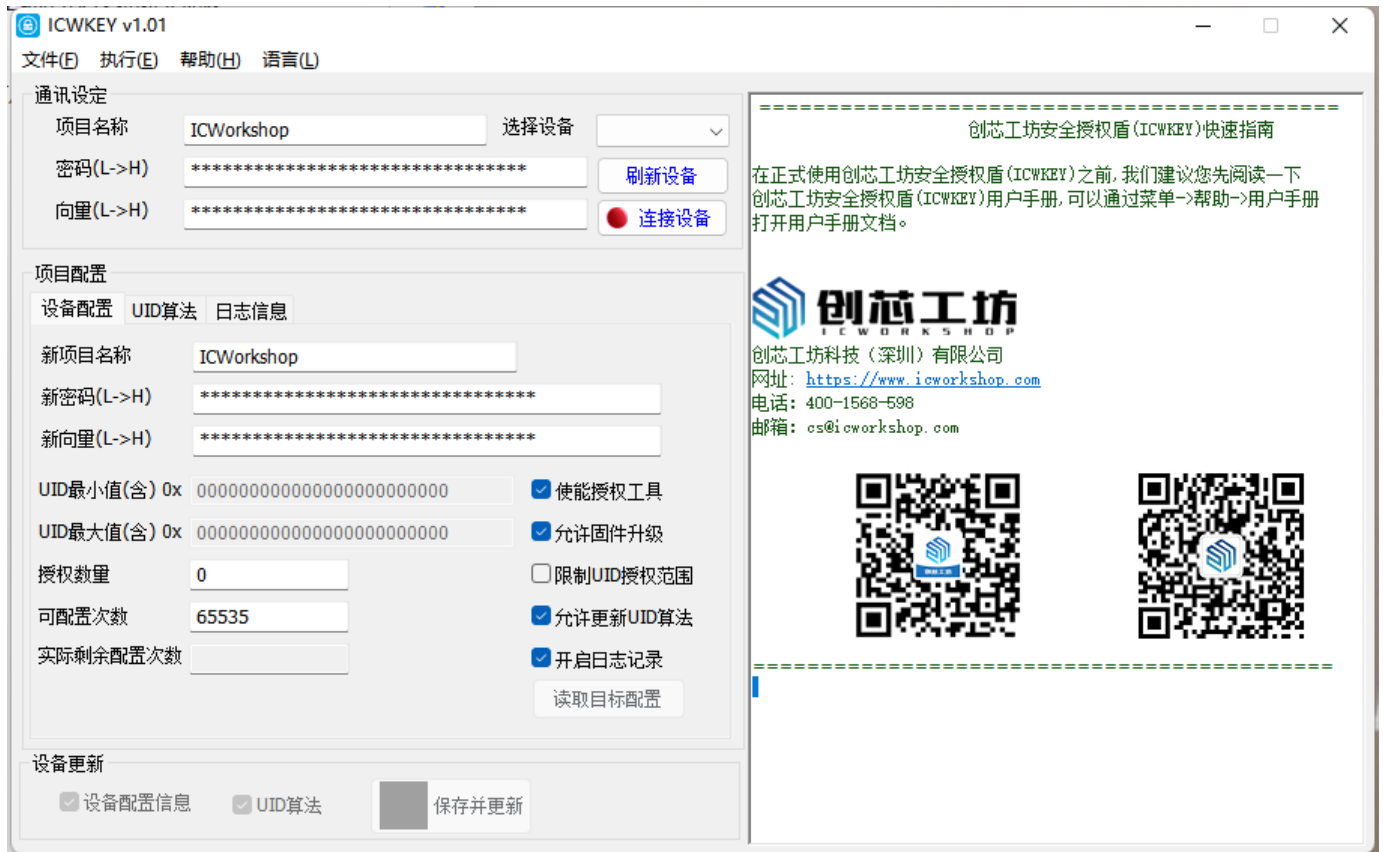 ICWKEY v1.01
文件(F) 执行(E) 帮助(H) 语言(L)
通讯设定
项目名称 ICWorkshop 选择设备
密码(L->H) ******************************** 刷新设备
向量(L->H) ******************************** 连接设备
项目配置
设备配置 UID算法 日志信息
新项目名称 ICWorkshop
新密码(L->H) ********************************
新向量(L->H) ********************************
UID最小值(含) 0x 000000000000000000000000 使能授权工具
UID最大值(含) 0x 000000000000000000000000 允许固件升级
授权数量 0 限制UID授权范围
可配置次数 65535 允许更新UID算法
实际剩余配置次数 开启日志记录
读取目标配置
设备更新
设备配置信息 UID算法 保存并更新
===========================================
创芯工坊安全授权盾(ICWKEY)快速指南
在正式使用创芯工坊安全授权盾(ICWKEY)之前,我们建议您先阅读一下
创芯工坊安全授权盾(ICWKEY)用户手册,可以通过菜单->帮助->用户手册
打开用户手册文档。
创芯工坊
ICWORKSHOP
创芯工坊科技（深圳）有限公司
网址: https://www.icworkshop.com
电话: 400-1568-598
邮箱: cs@icworkshop.com
===========================================